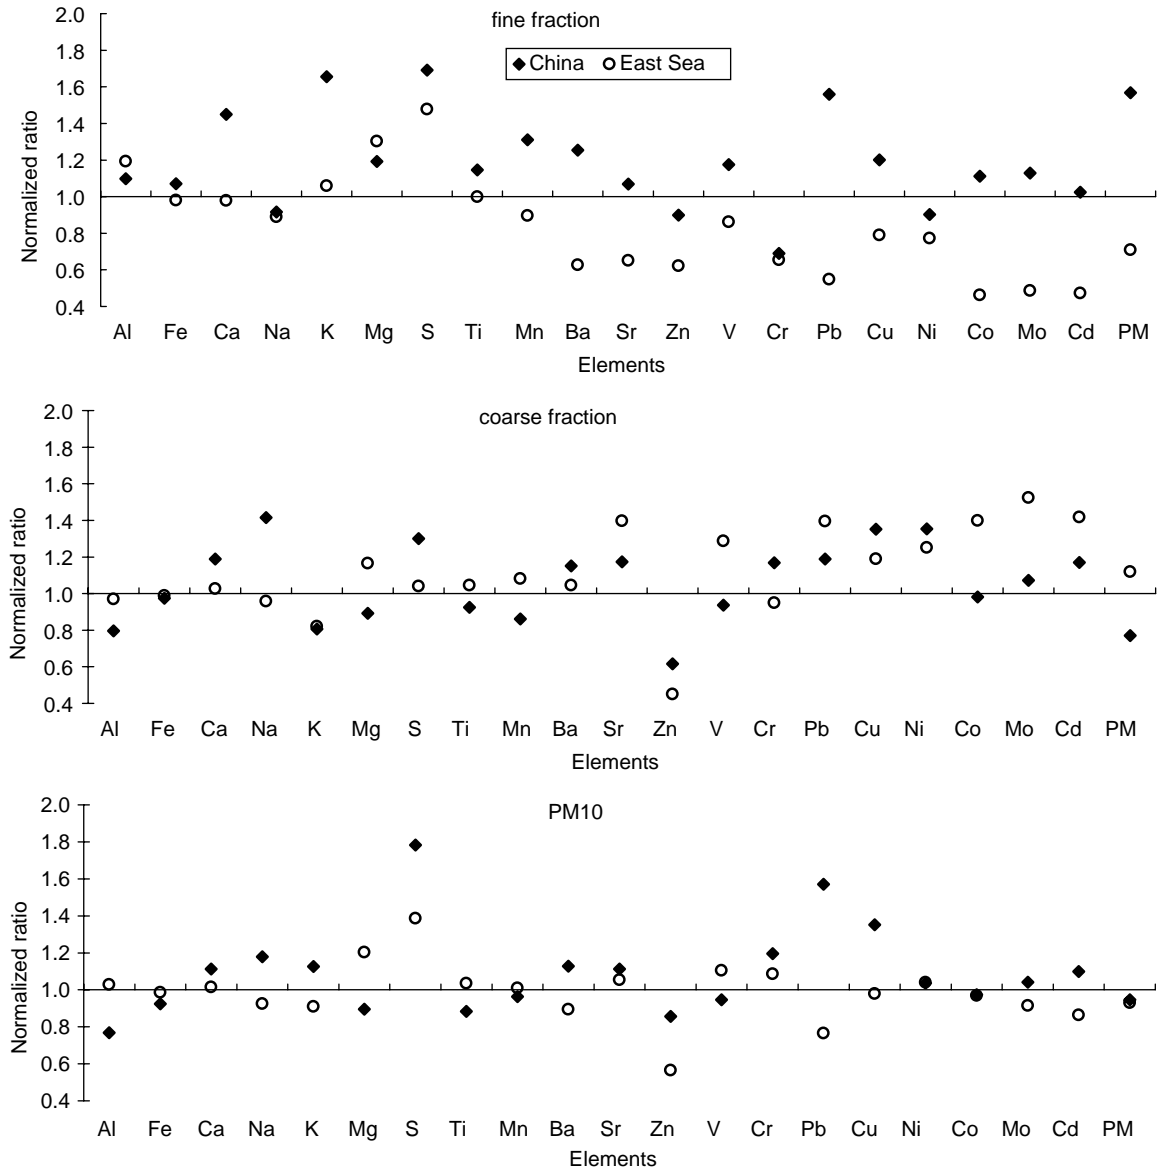 fine fraction
China East Sea
Normalized ratio
2.0
1.8
1.6
1.4
1.2
1.0
0.8
0.6
0.4
Al Fe Ca Na K Mg S Ti Mn Ba Sr Zn V Cr Pb Cu Ni Co Mo Cd PM
Elements
coarse fraction
Normalized ratio
2.0
1.8
1.6
1.4
1.2
1.0
0.8
0.6
0.4
Al Fe Ca Na K Mg S Ti Mn Ba Sr Zn V Cr Pb Cu Ni Co Mo Cd PM
Elements
PM10
Normalized ratio
2.0
1.8
1.6
1.4
1.2
1.0
0.8
0.6
0.4
Al Fe Ca Na K Mg S Ti Mn Ba Sr Zn V Cr Pb Cu Ni Co Mo Cd PM
Elements